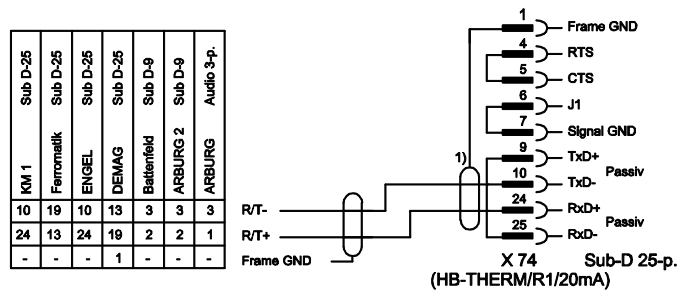 Sub D-25 Sub D-25 Sub D-25 Sub D-25 Sub D-9 Sub D-9 Audio 3-p.
KM 1 Ferromatik ENGEL DEMAG Battenfeld ARBURG 2 ARBURG
10 19 10 13 3 3 3
24 13 24 19 2 2 1
- - - 1 - - -
R/T-
R/T+
Frame GND
1)
1 Frame GND
4 RTS
5 CTS
6 J1
7 Signal GND
9 TxD+
Passiv
10 TxD-
24 RxD+
Passiv
25 RxD-
X 74 Sub-D 25-p.
(HB-THERM/R1/20mA)